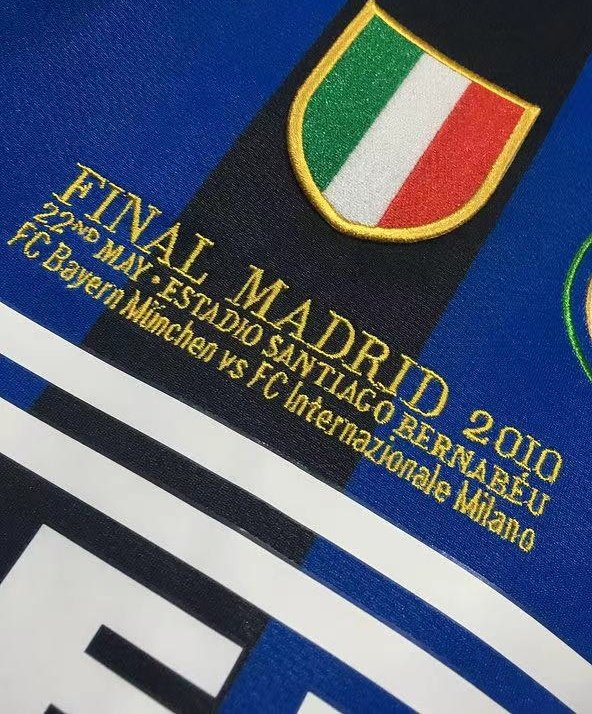 FINAL MADRID 2010
22ND MAY • ESTADIO SANTIAGO BERNABÉU
FC Bayern München vs FC Internazionale Milano